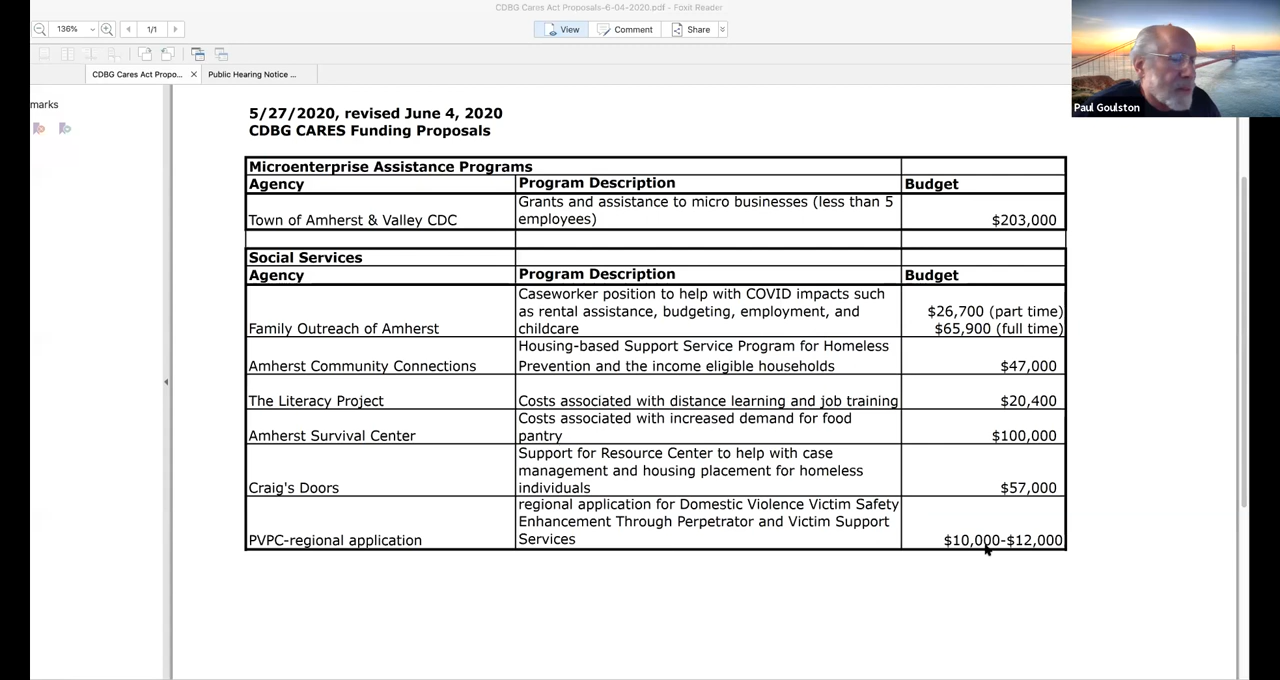 CDBG Cares Act Proposals-6-04-2020.pdf - Foxit Reader
136%
1/1
View
Comment
Share
CDBG Cares Act Propo... ×
Public Hearing Notice ...
marks
Paul Goulston
5/27/2020, revised June 4, 2020
CDBG CARES Funding Proposals
Microenterprise Assistance Programs
Agency Program Description Budget
Town of Amherst & Valley CDC
Grants and assistance to micro businesses (less than 5
employees)
$203,000
Social Services
Agency Program Description Budget
Family Outreach of Amherst
Caseworker position to help with COVID impacts such
as rental assistance, budgeting, employment, and
childcare
$26,700 (part time)
$65,900 (full time)
Amherst Community Connections
Housing-based Support Service Program for Homeless
Prevention and the income eligible households
$47,000
The Literacy Project
Costs associated with distance learning and job training
$20,400
Amherst Survival Center
Costs associated with increased demand for food
pantry
$100,000
Craig's Doors
Support for Resource Center to help with case
management and housing placement for homeless
individuals
$57,000
PVPC-regional application
regional application for Domestic Violence Victim Safety
Enhancement Through Perpetrator and Victim Support
Services
$10,000-$12,000